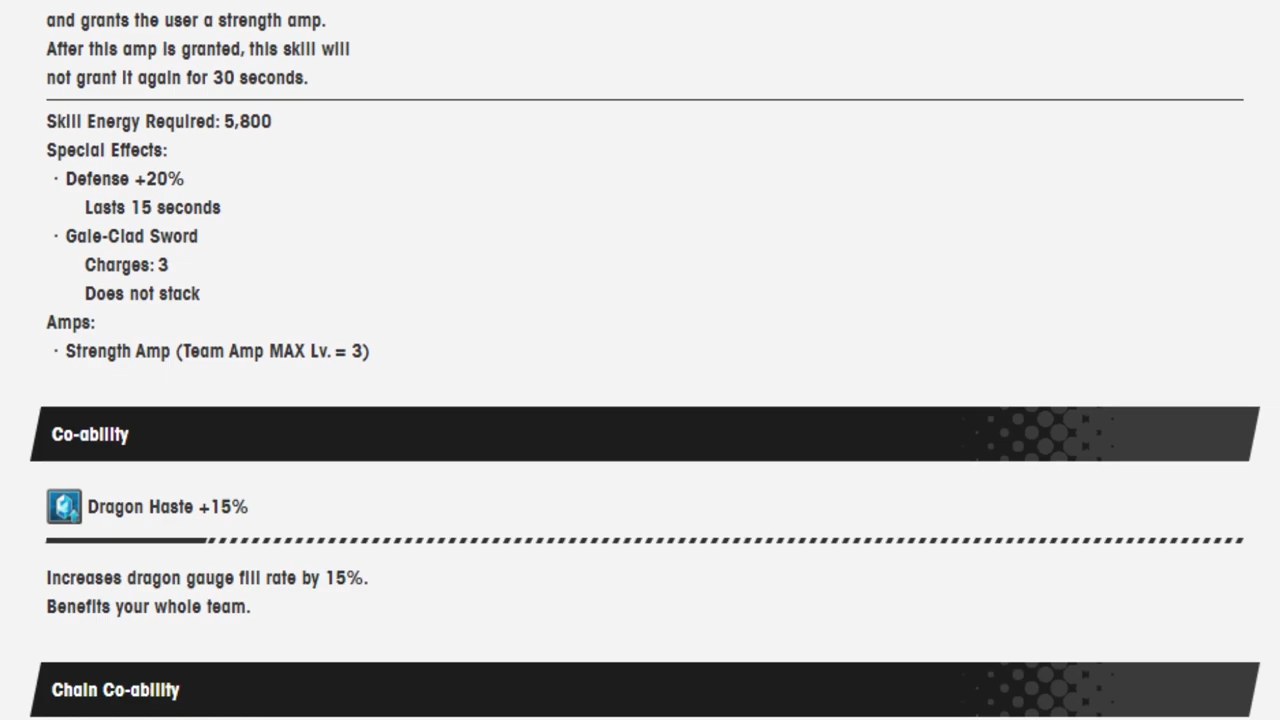 and grants the user a strength amp.
After this amp is granted, this skill will
not grant it again for 30 seconds.
Skill Energy Required: 5,800
Special Effects:
· Defense +20%
Lasts 15 seconds
· Gale-Clad Sword
Charges: 3
Does not stack
Amps:
· Strength Amp (Team Amp MAX Lv. = 3)
Co-ability
Dragon Haste +15%
Increases dragon gauge fill rate by 15%.
Benefits your whole team.
Chain Co-ability